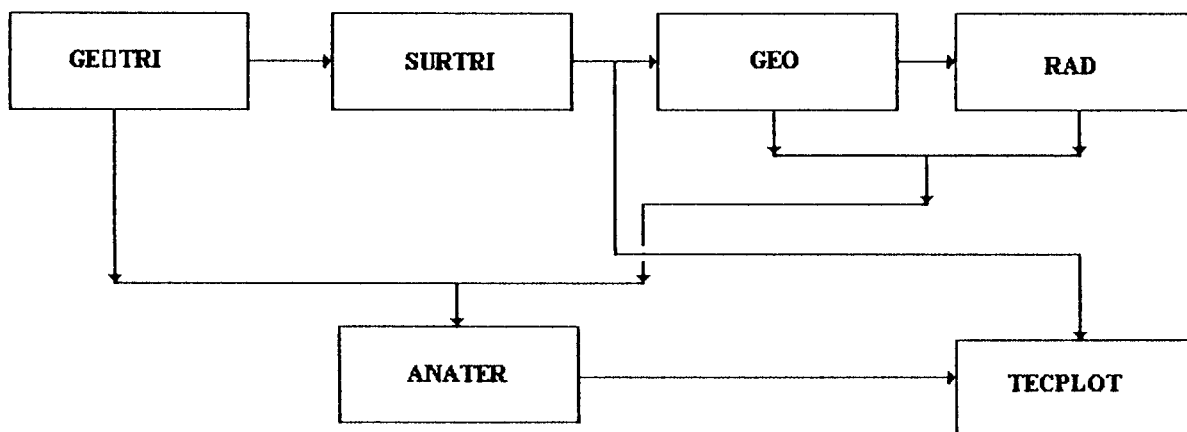 GE□TRI
SURTRI
GEO
RAD
ANATER
TECPLOT